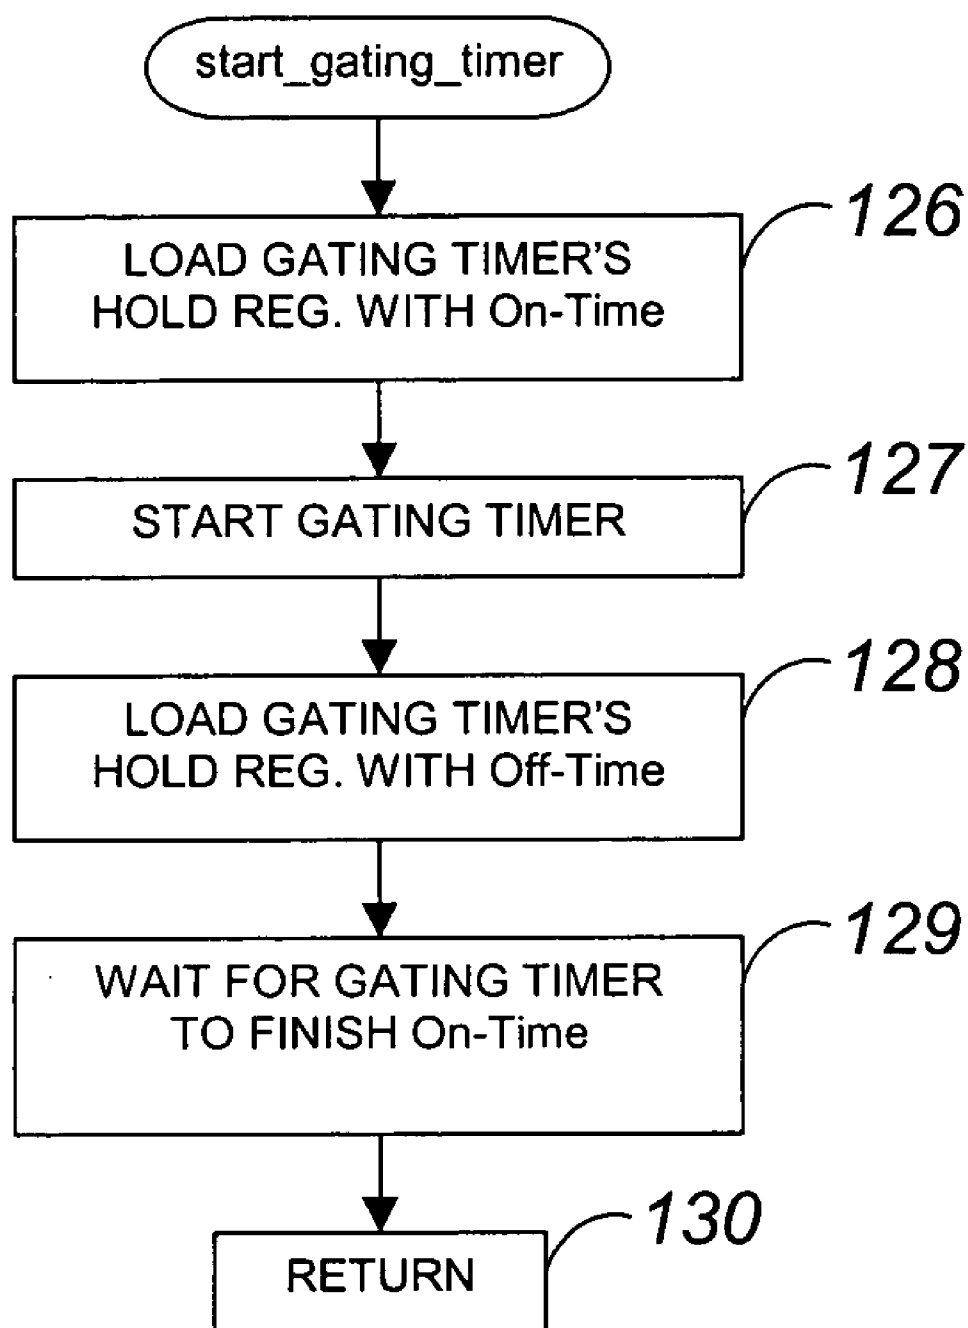 start_gating_timer
126
LOAD GATING TIMER'S
HOLD REG. WITH On-Time
127
START GATING TIMER
128
LOAD GATING TIMER'S
HOLD REG. WITH Off-Time
129
WAIT FOR GATING TIMER
TO FINISH On-Time
130
RETURN